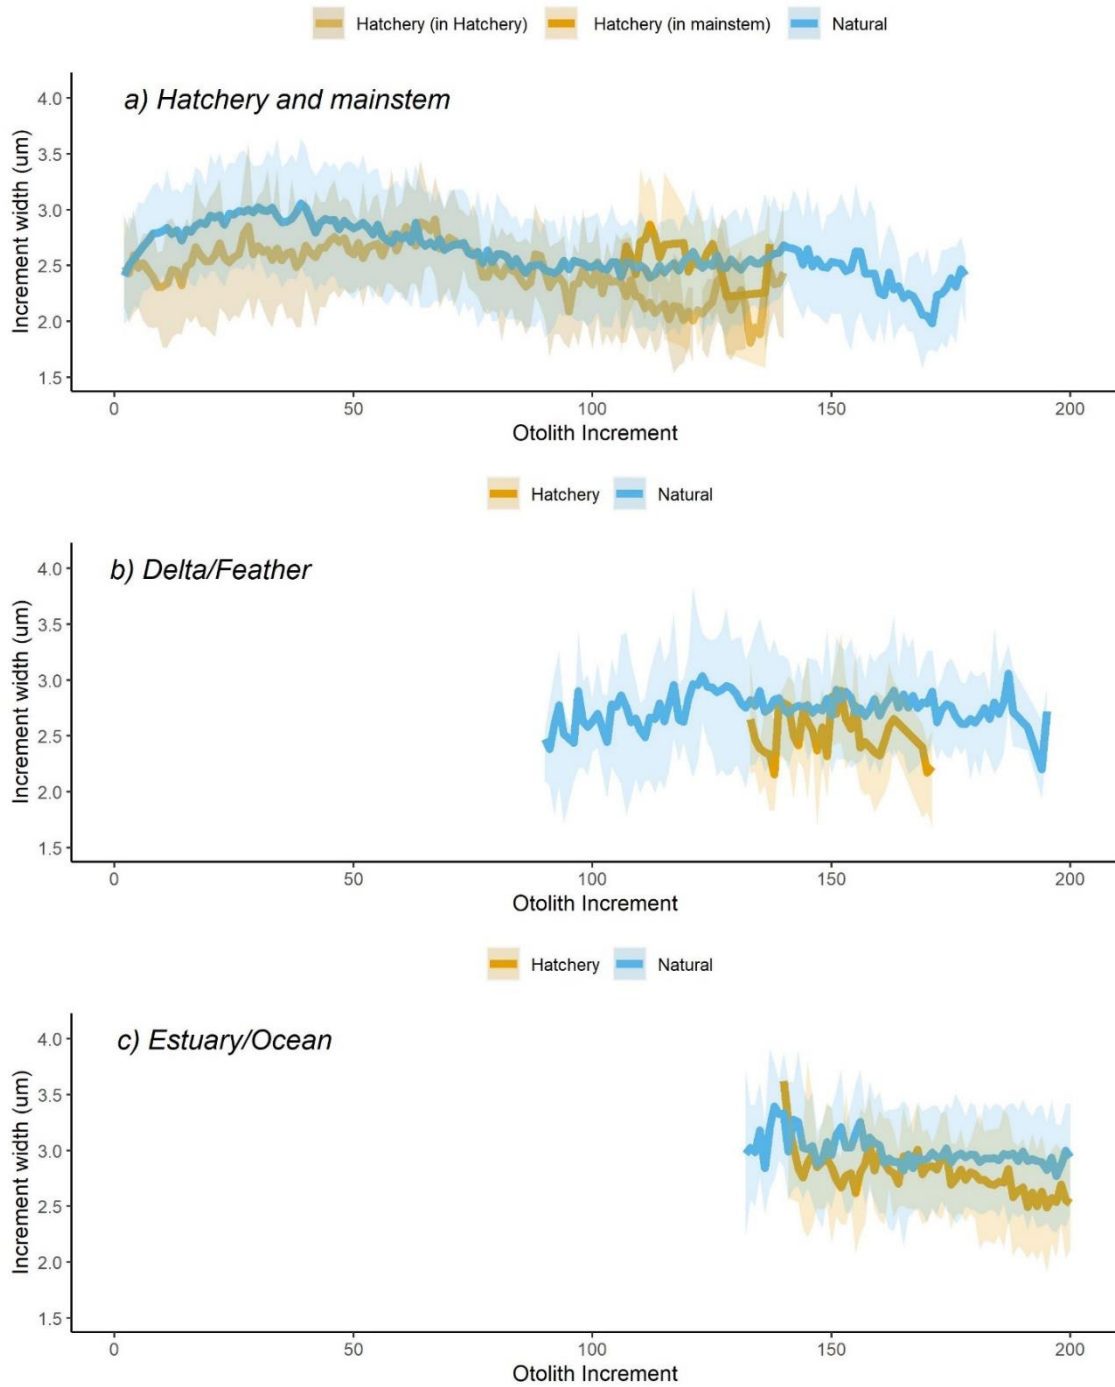 Hatchery (in Hatchery) Hatchery (in mainstem) Natural
a) Hatchery and mainstem
Increment width (um)
4.0
3.5
3.0
2.5
2.0
1.5
0 50 100 150 200
Otolith Increment
Hatchery Natural
b) Delta/Feather
Increment width (um)
4.0
3.5
3.0
2.5
2.0
1.5
0 50 100 150 200
Otolith Increment
Hatchery Natural
c) Estuary/Ocean
Increment width (um)
4.0
3.5
3.0
2.5
2.0
1.5
0 50 100 150 200
Otolith Increment